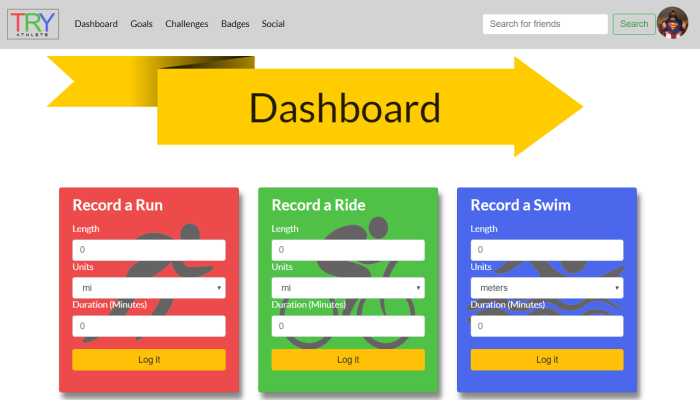 TRY
ATHLETE
Dashboard Goals Challenges Badges Social
Search for friends
Search
Dashboard
Record a Run
Length
0
Units
mi
Duration (Minutes)
0
Log it
Record a Ride
Length
0
Units
mi
Duration (Minutes)
0
Log it
Record a Swim
Length
0
Units
meters
Duration (Minutes)
0
Log it